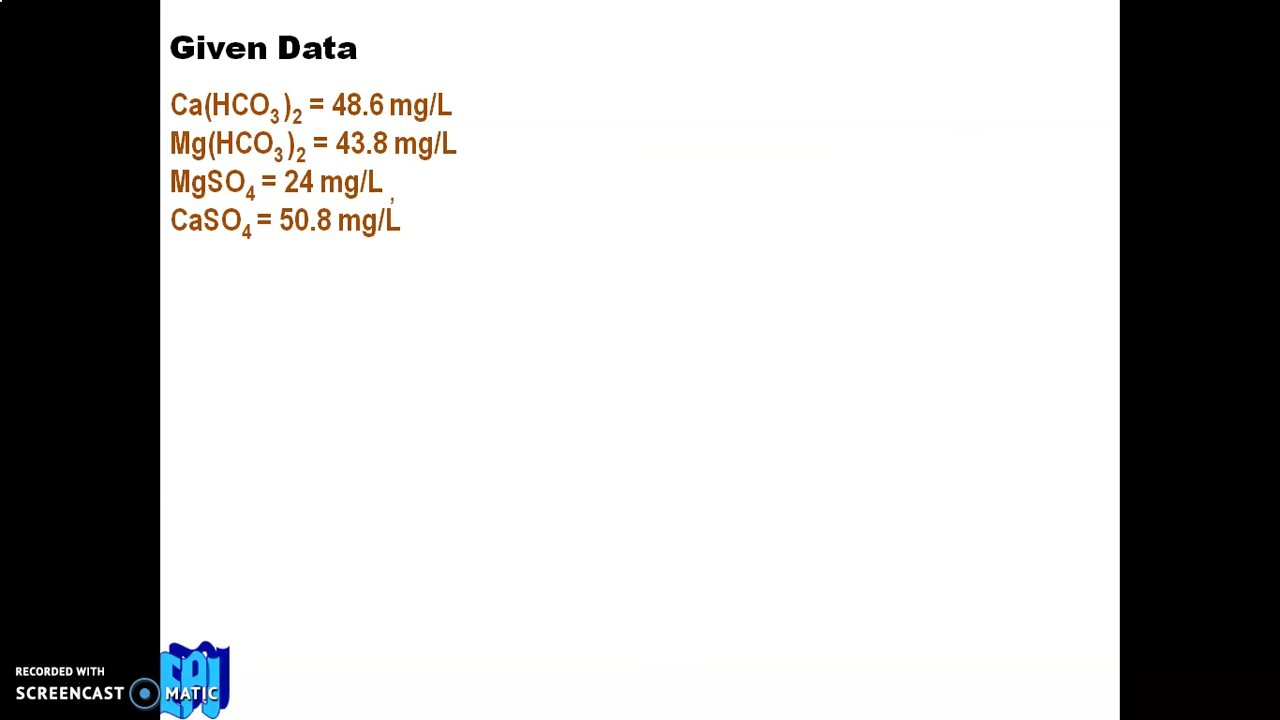 Given Data
Ca(HCO₃)₂ = 48.6 mg/L
Mg(HCO₃)₂ = 43.8 mg/L
MgSO₄ = 24 mg/L ,
CaSO₄ = 50.8 mg/L
RECORDED WITH
SCREENCAST MATIC